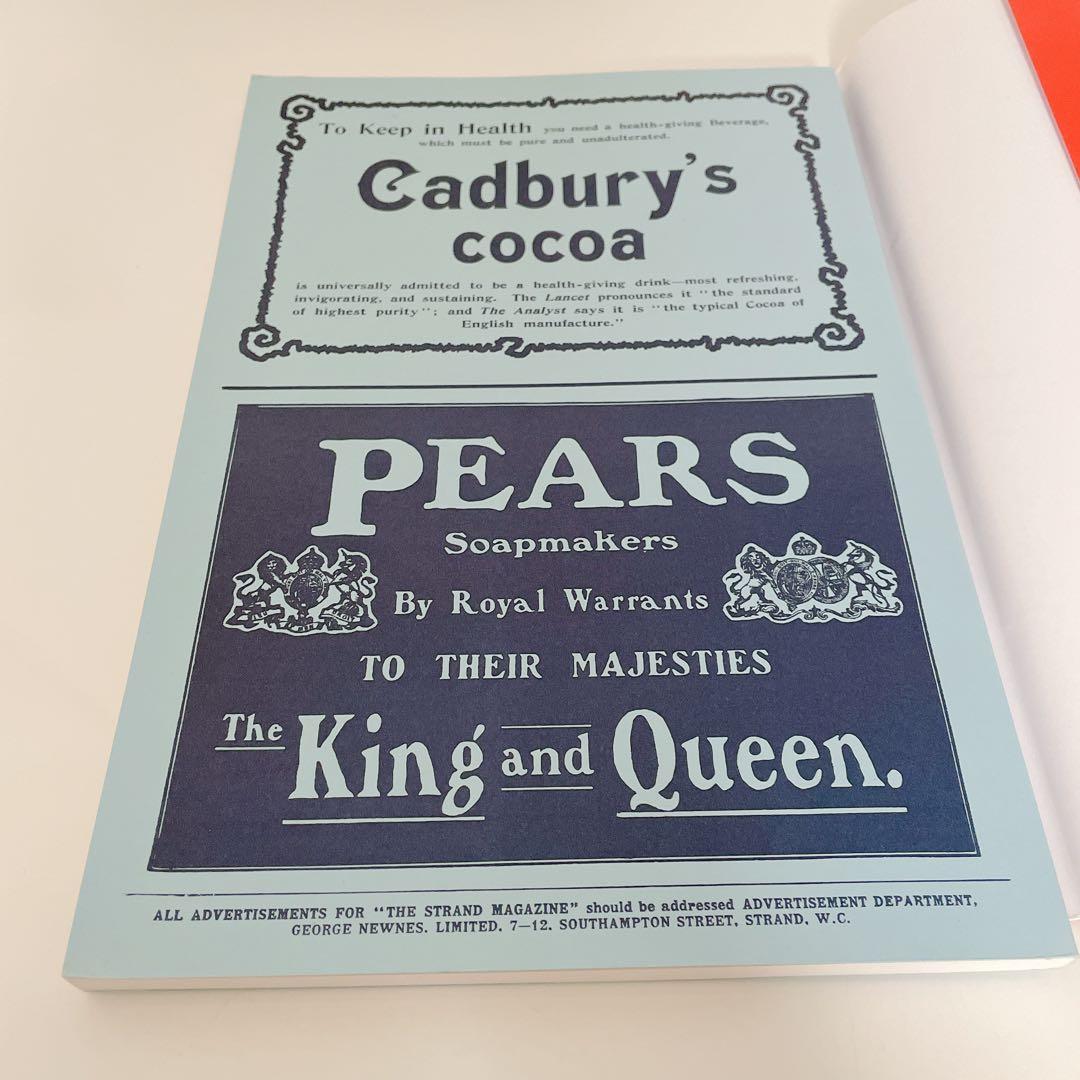 To Keep in Health you need a health-giving Beverage,
which must be pure and unadulterated.
Cadbury's
cocoa
is universally admitted to be a health-giving drink—most refreshing,
invigorating, and sustaining. The Lancet pronounces it "the standard
of highest purity"; and The Analyst says it is "the typical Cocoa of
English manufacture."
PEARS
Soapmakers
By Royal Warrants
TO THEIR MAJESTIES
The King and Queen.
ALL ADVERTISEMENTS FOR "THE STRAND MAGAZINE" should be addressed ADVERTISEMENT DEPARTMENT,
GEORGE NEWNES, LIMITED, 7—12, SOUTHAMPTON STREET, STRAND, W.C.